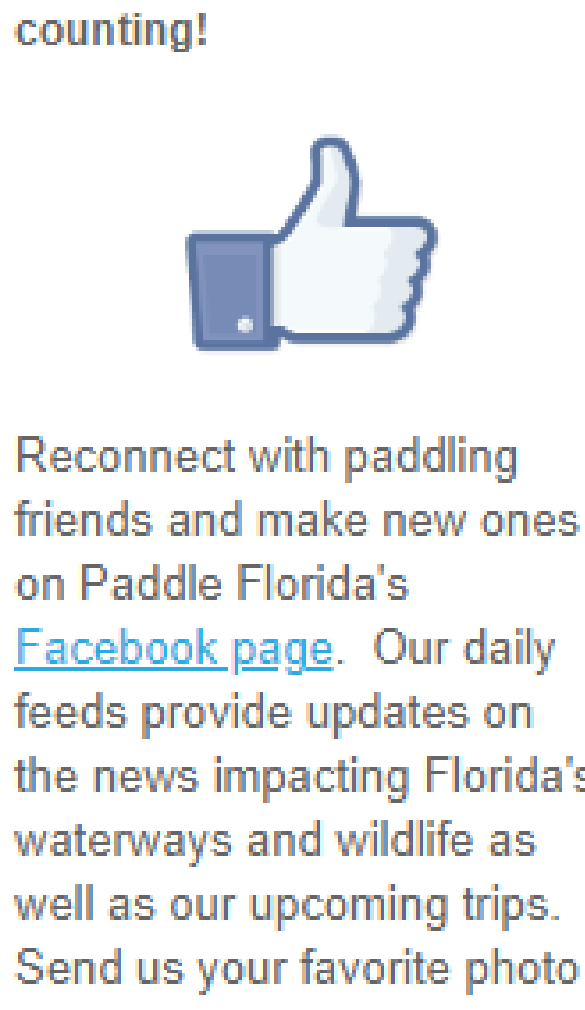 counting!
Reconnect with paddling
friends and make new ones
on Paddle Florida's
Facebook page.  Our daily
feeds provide updates on
the news impacting Florida's
waterways and wildlife as
well as our upcoming trips.
Send us your favorite photo